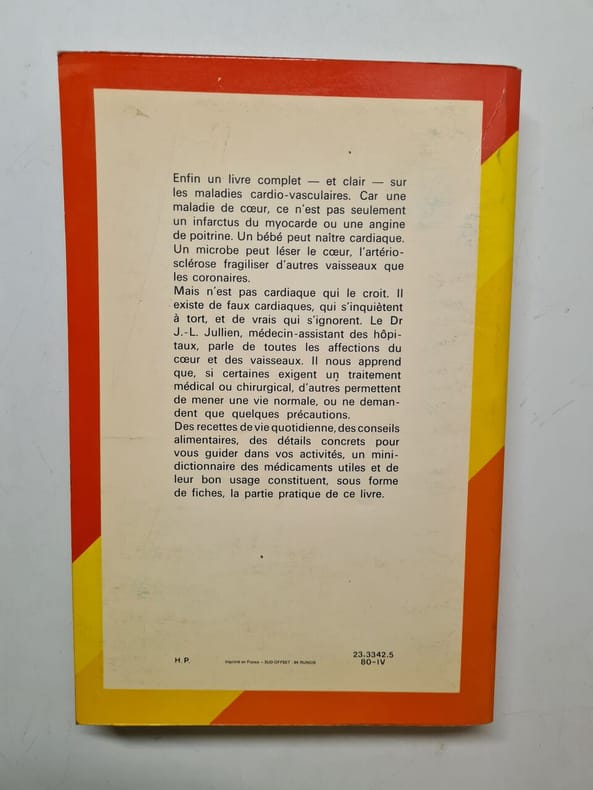 Enfin un livre complet — et clair — sur
les maladies cardio-vasculaires. Car une
maladie de cœur, ce n'est pas seulement
un infarctus du myocarde ou une angine
de poitrine. Un bébé peut naître cardiaque.
Un microbe peut léser le cœur, l'artério-
sclérose fragiliser d'autres vaisseaux que
les coronaires.
Mais n'est pas cardiaque qui le croit. Il
existe de faux cardiaques, qui s'inquiètent
à tort, et de vrais qui s'ignorent. Le Dr
J.-L. Jullien, médecin-assistant des hôpi-
taux, parle de toutes les affections du
cœur et des vaisseaux. Il nous apprend
que, si certaines exigent un traitement
médical ou chirurgical, d'autres permettent
de mener une vie normale, ou ne deman-
dent que quelques précautions.
Des recettes de vie quotidienne, des conseils
alimentaires, des détails concrets pour
vous guider dans vos activités, un mini-
dictionnaire des médicaments utiles et de
leur bon usage constituent, sous forme
de fiches, la partie pratique de ce livre.
H.P.
Imprimé en France – SUD-OFFSET - 94 RUNGIS
23.3342.5
80-IV